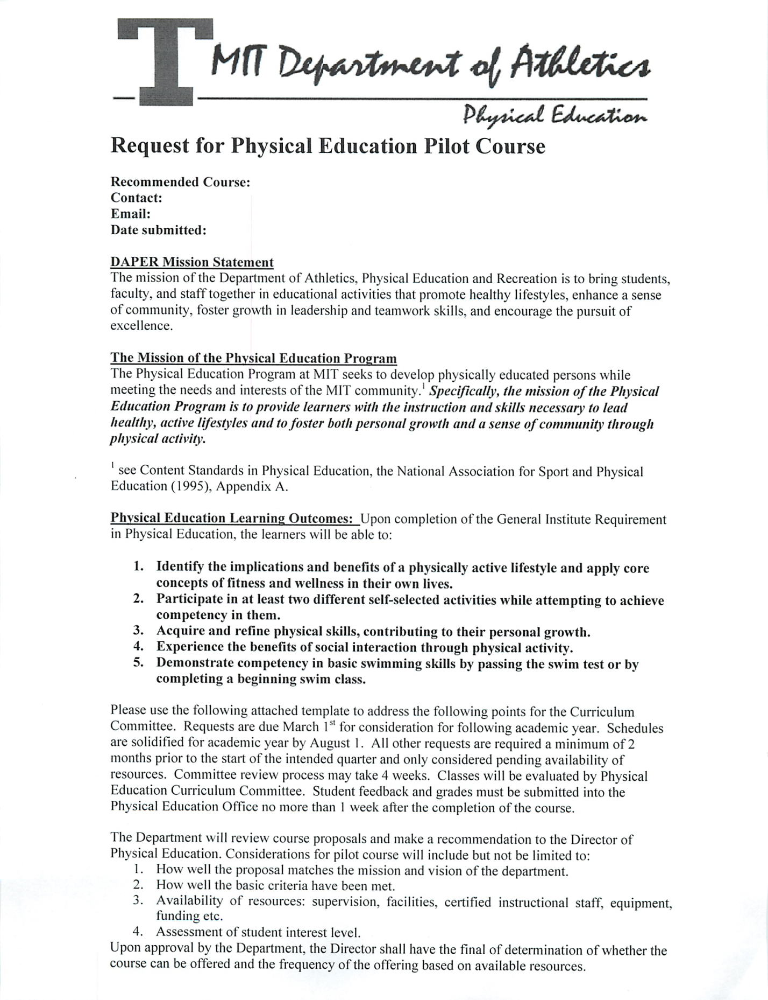 T MIT Department of Athletics
Physical Education
Request for Physical Education Pilot Course
Recommended Course:
Contact:
Email:
Date submitted:
DAPER Mission Statement
The mission of the Department of Athletics, Physical Education and Recreation is to bring students,
faculty, and staff together in educational activities that promote healthy lifestyles, enhance a sense
of community, foster growth in leadership and teamwork skills, and encourage the pursuit of
excellence.
The Mission of the Physical Education Program
The Physical Education Program at MIT seeks to develop physically educated persons while
meeting the needs and interests of the MIT community.¹ Specifically, the mission of the Physical
Education Program is to provide learners with the instruction and skills necessary to lead
healthy, active lifestyles and to foster both personal growth and a sense of community through
physical activity.
¹ see Content Standards in Physical Education, the National Association for Sport and Physical
Education (1995), Appendix A.
Physical Education Learning Outcomes: Upon completion of the General Institute Requirement
in Physical Education, the learners will be able to:
1. Identify the implications and benefits of a physically active lifestyle and apply core
concepts of fitness and wellness in their own lives.
2. Participate in at least two different self-selected activities while attempting to achieve
competency in them.
3. Acquire and refine physical skills, contributing to their personal growth.
4. Experience the benefits of social interaction through physical activity.
5. Demonstrate competency in basic swimming skills by passing the swim test or by
completing a beginning swim class.
Please use the following attached template to address the following points for the Curriculum
Committee. Requests are due March 1st for consideration for following academic year. Schedules
are solidified for academic year by August 1. All other requests are required a minimum of 2
months prior to the start of the intended quarter and only considered pending availability of
resources. Committee review process may take 4 weeks. Classes will be evaluated by Physical
Education Curriculum Committee. Student feedback and grades must be submitted into the
Physical Education Office no more than 1 week after the completion of the course.
The Department will review course proposals and make a recommendation to the Director of
Physical Education. Considerations for pilot course will include but not be limited to:
1. How well the proposal matches the mission and vision of the department.
2. How well the basic criteria have been met.
3. Availability of resources: supervision, facilities, certified instructional staff, equipment,
funding etc.
4. Assessment of student interest level.
Upon approval by the Department, the Director shall have the final of determination of whether the
course can be offered and the frequency of the offering based on available resources.